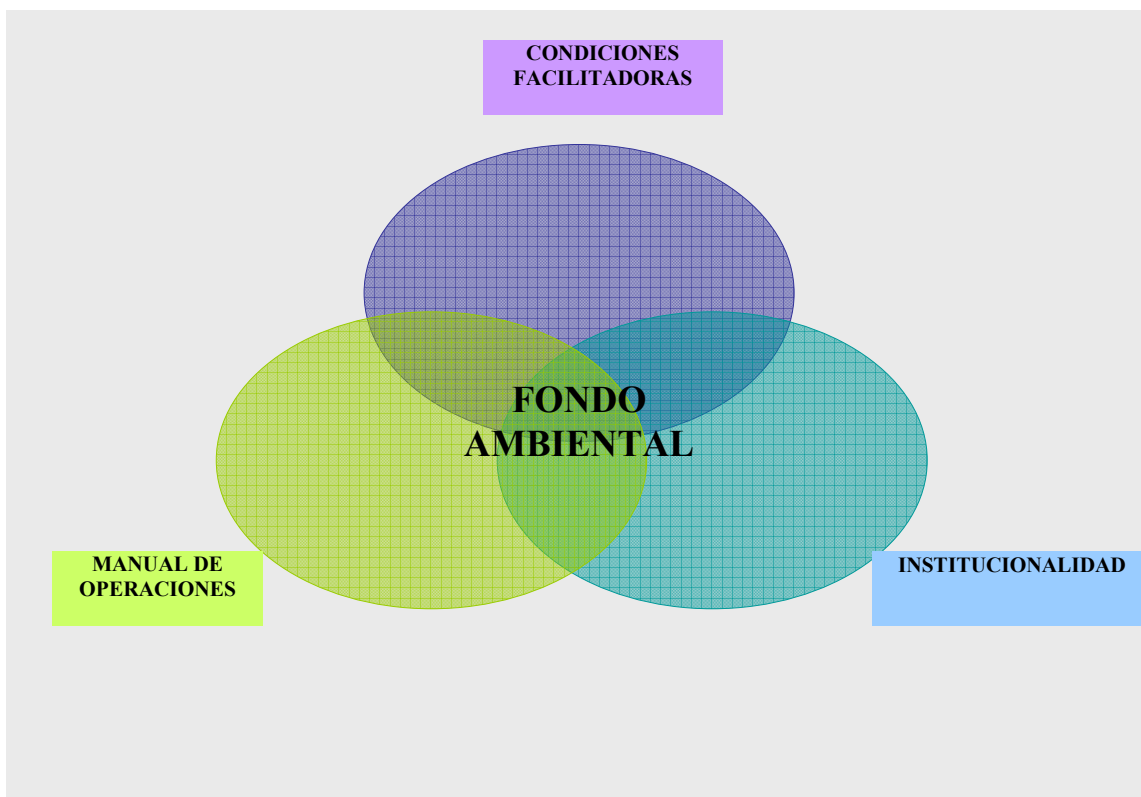 CONDICIONES
FACILITADORAS
FONDO
AMBIENTAL
MANUAL DE
OPERACIONES
INSTITUCIONALIDAD